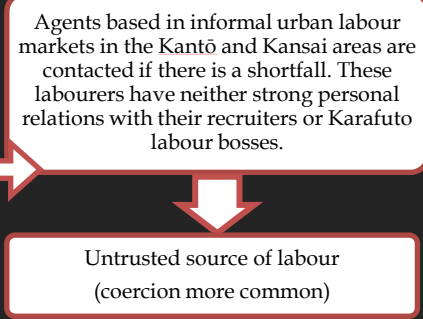 Agents based in informal urban labour
markets in the Kantō and Kansai areas are
contacted if there is a shortfall. These
labourers have neither strong personal
relations with their recruiters or Karafuto
labour bosses.
Untrusted source of labour
(coercion more common)